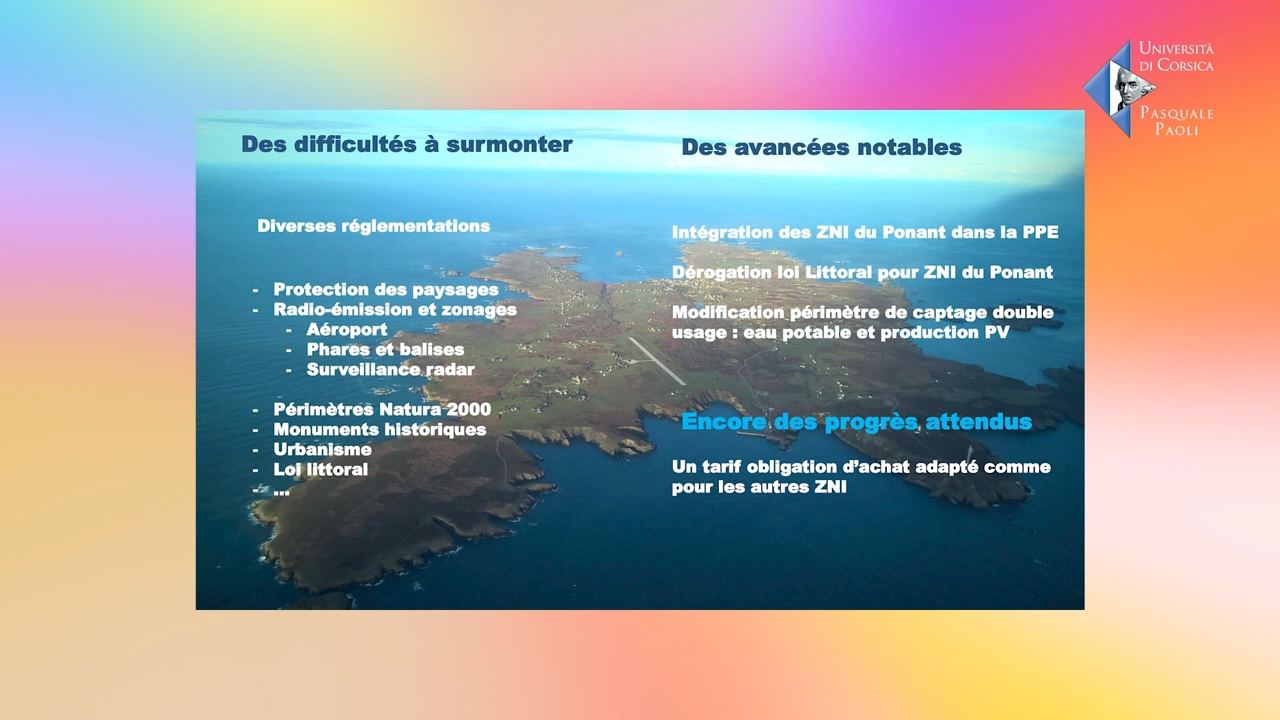 UNIVERSITÀ
DI CORSICA
PASQUALE
PAOLI
Des difficultés à surmonter
Diverses réglementations
- Protection des paysages
- Radio-émission et zonages
- Aéroport
- Phares et balises
- Surveillance radar
- Périmètres Natura 2000
- Monuments historiques
- Urbanisme
- Loi littoral
- ...
Des avancées notables
Intégration des ZNI du Ponant dans la PPE
Dérogation loi Littoral pour ZNI du Ponant
Modification périmètre de captage double
usage : eau potable et production PV
Encore des progrès attendus
Un tarif obligation d'achat adapté comme
pour les autres ZNI